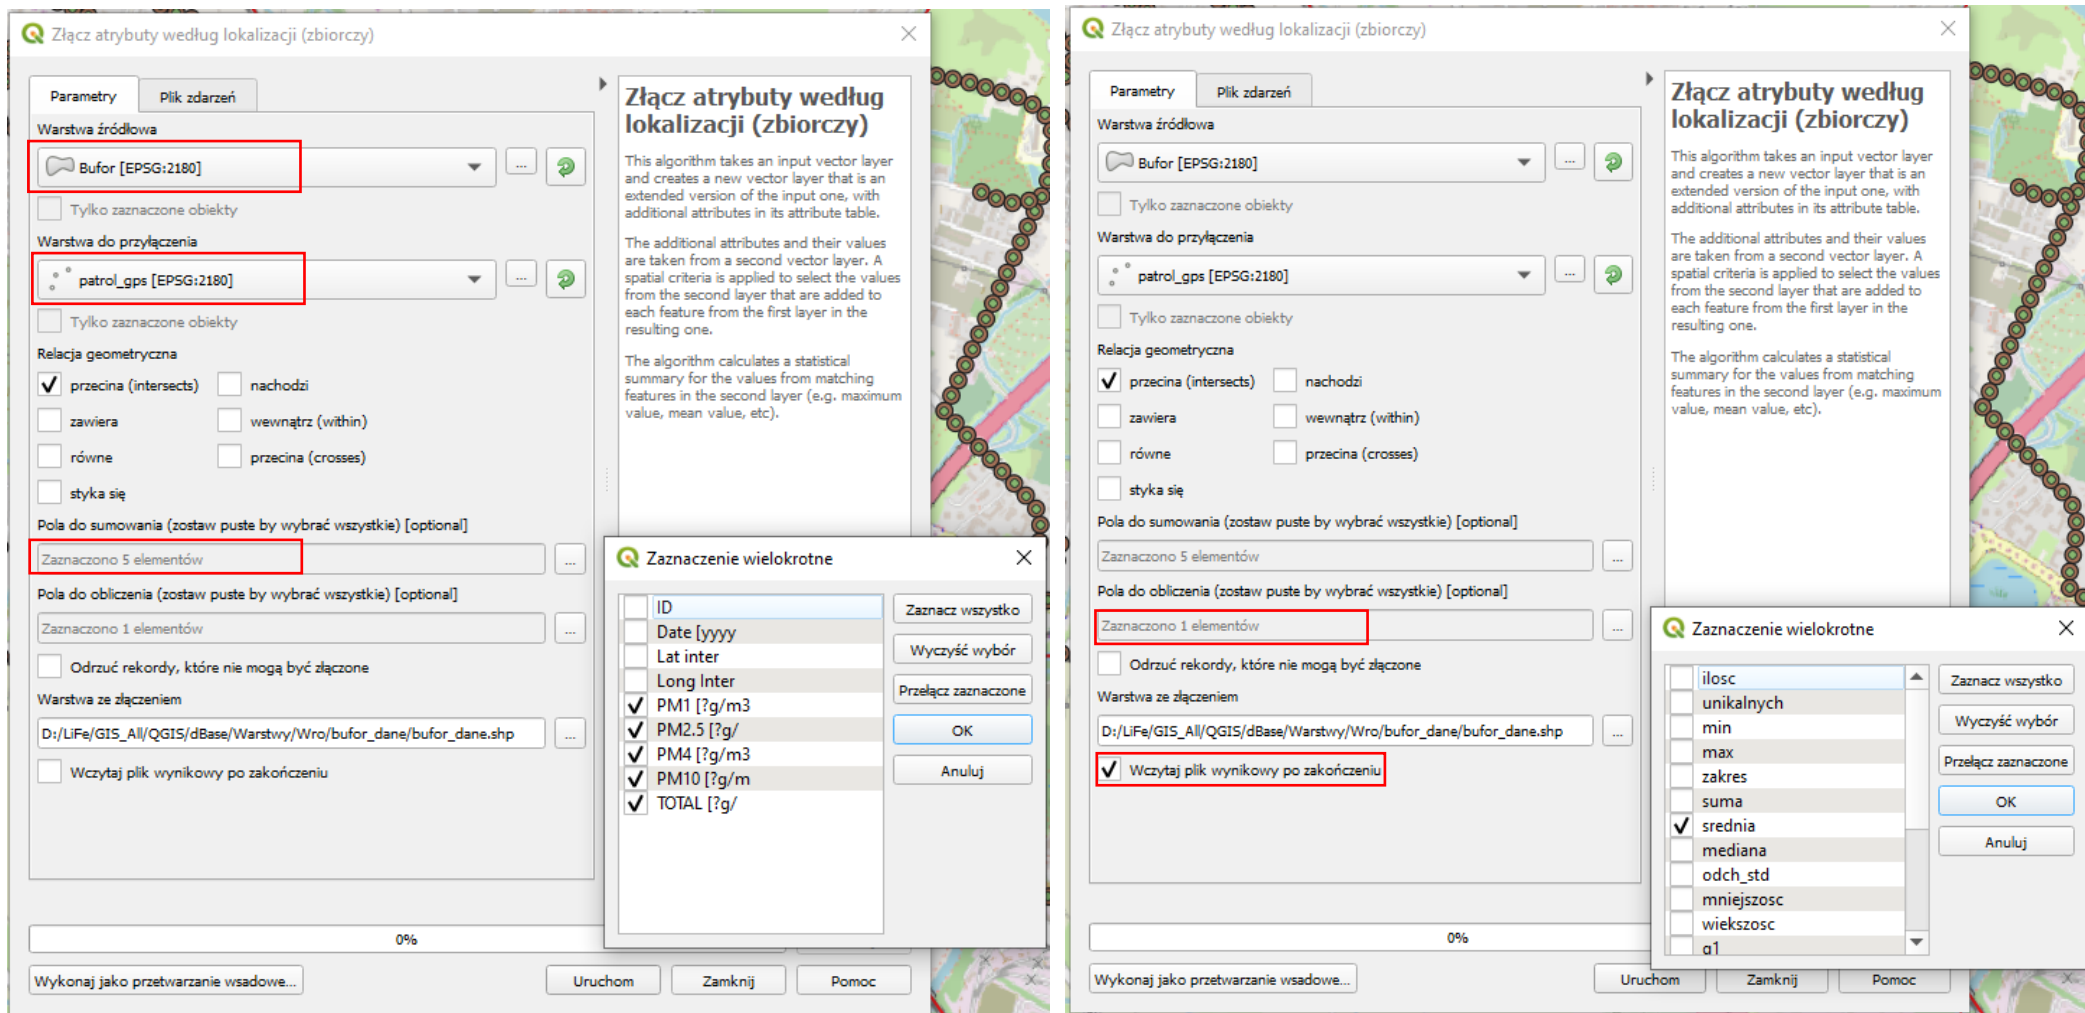 Złącz atrybuty według lokalizacji (zbiorczy)
Parametry
Plik zdarzeń
Warstwa źródłowa
Bufor [EPSG:2180]
...
Tylko zaznaczone obiekty
Warstwa do przyłączenia
patrol_gps [EPSG:2180]
...
Tylko zaznaczone obiekty
Relacja geometryczna
przecina (intersects)
nachodzi
zawiera
wewnątrz (within)
równe
przecina (crosses)
styka się
Pola do sumowania (zostaw puste by wybrać wszystkie) [optional]
Zaznaczono 5 elementów
...
Pola do obliczenia (zostaw puste by wybrać wszystkie) [optional]
Zaznaczono 1 elementów
...
Odrzuć rekordy, które nie mogą być złączone
Warstwa ze złączeniem
D:/LiFe/GIS_All/QGIS/dBase/Warstwy/Wro/bufor_dane/bufor_dane.shp
...
Wczytaj plik wynikowy po zakończeniu
0%
Wykonaj jako przetwarzanie wsadowe...
Uruchom
Zamknij
Pomoc
Złącz atrybuty według
lokalizacji (zbiorczy)
This algorithm takes an input vector layer
and creates a new vector layer that is an
extended version of the input one, with
additional attributes in its attribute table.
The additional attributes and their values
are taken from a second vector layer. A
spatial criteria is applied to select the values
from the second layer that are added to
each feature from the first layer in the
resulting one.
The algorithm calculates a statistical
summary for the values from matching
features in the second layer (e.g. maximum
value, mean value, etc).
Zaznaczenie wielokrotne
ID
Date [yyyy
Lat inter
Long Inter
PM1 [?g/m3
PM2.5 [?g/
PM4 [?g/m3
PM10 [?g/m
TOTAL [?g/
Zaznacz wszystko
Wyczyść wybór
Przełącz zaznaczone
OK
Anuluj
Złącz atrybuty według lokalizacji (zbiorczy)
Parametry
Plik zdarzeń
Warstwa źródłowa
Bufor [EPSG:2180]
...
Tylko zaznaczone obiekty
Warstwa do przyłączenia
patrol_gps [EPSG:2180]
...
Tylko zaznaczone obiekty
Relacja geometryczna
przecina (intersects)
nachodzi
zawiera
wewnątrz (within)
równe
przecina (crosses)
styka się
Pola do sumowania (zostaw puste by wybrać wszystkie) [optional]
Zaznaczono 5 elementów
...
Pola do obliczenia (zostaw puste by wybrać wszystkie) [optional]
Zaznaczono 1 elementów
...
Odrzuć rekordy, które nie mogą być złączone
Warstwa ze złączeniem
D:/LiFe/GIS_All/QGIS/dBase/Warstwy/Wro/bufor_dane/bufor_dane.shp
...
Wczytaj plik wynikowy po zakończeniu
0%
Wykonaj jako przetwarzanie wsadowe...
Uruchom
Zamknij
Pomoc
Złącz atrybuty według
lokalizacji (zbiorczy)
This algorithm takes an input vector layer
and creates a new vector layer that is an
extended version of the input one, with
additional attributes in its attribute table.
The additional attributes and their values
are taken from a second vector layer. A
spatial criteria is applied to select the values
from the second layer that are added to
each feature from the first layer in the
resulting one.
The algorithm calculates a statistical
summary for the values from matching
features in the second layer (e.g. maximum
value, mean value, etc).
Zaznaczenie wielokrotne
ilosc
unikalnych
min
max
zakres
suma
srednia
mediana
odch_std
mniejszosc
wiekszosc
q1
Zaznacz wszystko
Wyczyść wybór
Przełącz zaznaczone
OK
Anuluj